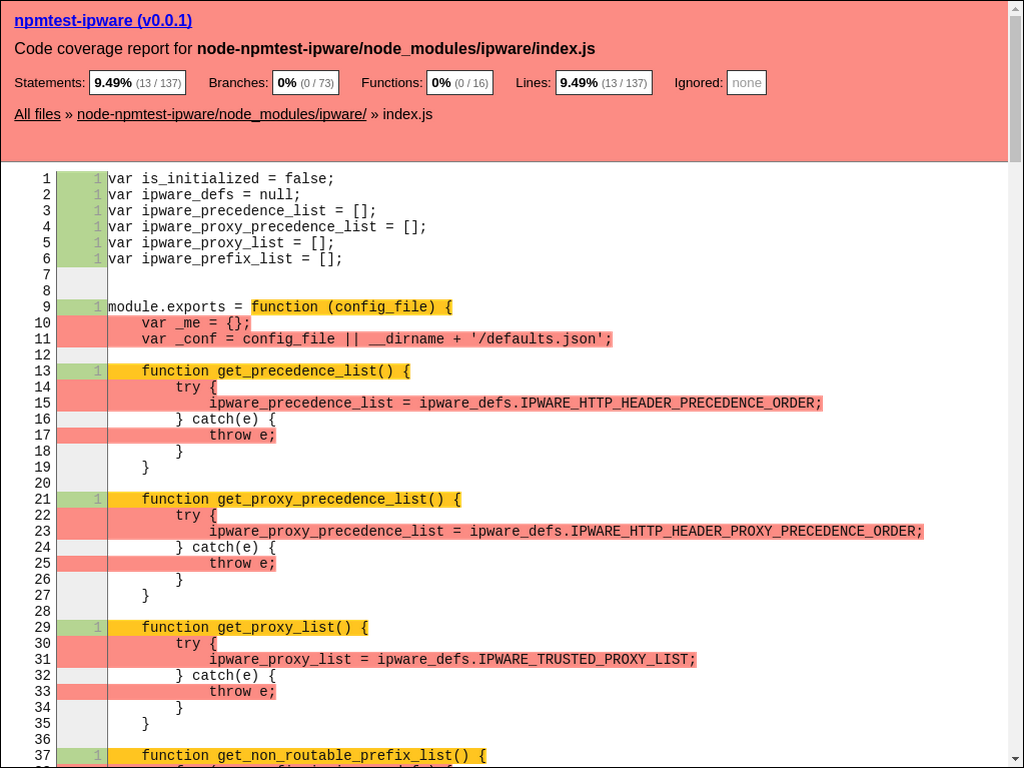 npmtest-ipware (v0.0.1)
Code coverage report for node-npmtest-ipware/node_modules/ipware/index.js
Statements: 9.49% (13 / 137) Branches: 0% (0 / 73) Functions: 0% (0 / 16) Lines: 9.49% (13 / 137) Ignored: none
All files » node-npmtest-ipware/node_modules/ipware/ » index.js
1 1 var is_initialized = false;
2 1 var ipware_defs = null;
3 1 var ipware_precedence_list = [];
4 1 var ipware_proxy_precedence_list = [];
5 1 var ipware_proxy_list = [];
6 1 var ipware_prefix_list = [];
7
8
9 1 module.exports = function (config_file) {
10     var _me = {};
11     var _conf = config_file || __dirname + '/defaults.json';
12
13 1     function get_precedence_list() {
14         try {
15             ipware_precedence_list = ipware_defs.IPWARE_HTTP_HEADER_PRECEDENCE_ORDER;
16         } catch(e) {
17             throw e;
18         }
19     }
20
21 1     function get_proxy_precedence_list() {
22         try {
23             ipware_proxy_precedence_list = ipware_defs.IPWARE_HTTP_HEADER_PROXY_PRECEDENCE_ORDER;
24         } catch(e) {
25             throw e;
26         }
27     }
28
29 1     function get_proxy_list() {
30         try {
31             ipware_proxy_list = ipware_defs.IPWARE_TRUSTED_PROXY_LIST;
32         } catch(e) {
33             throw e;
34         }
35     }
36
37 1     function get_non_routable_prefix_list() {